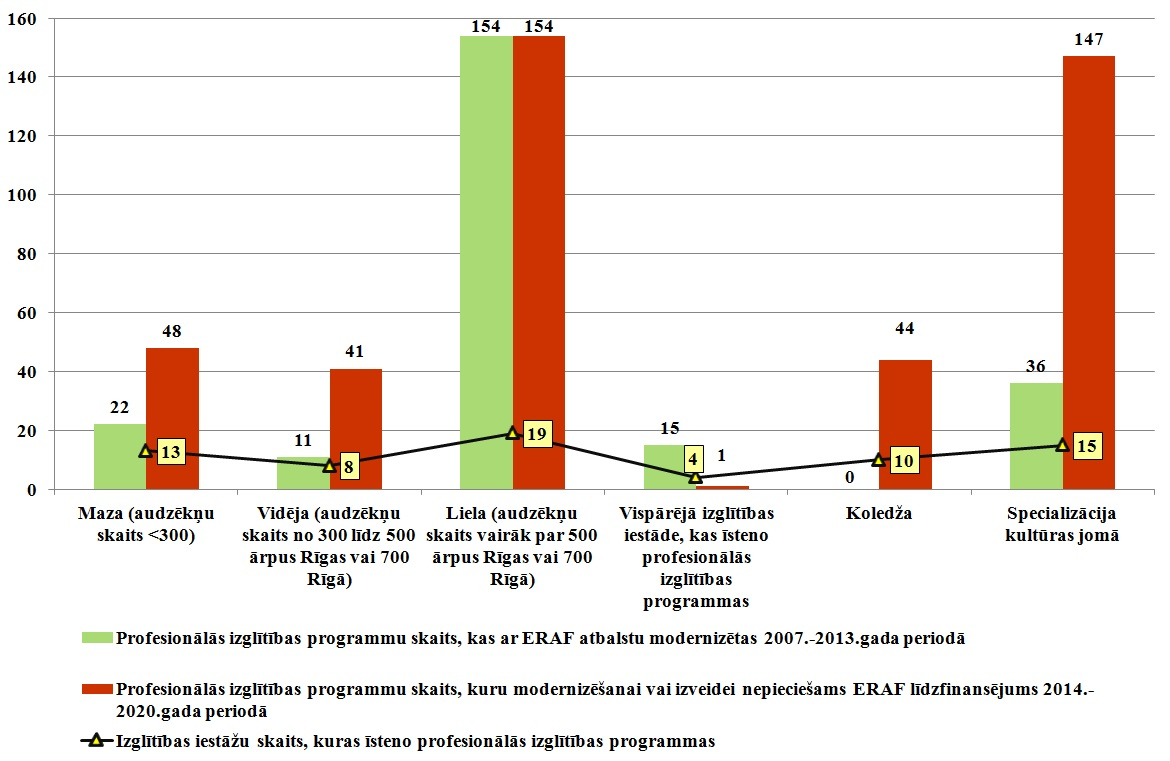 160
140
120
100
80
60
40
20
0
22
48
13
11
41
8
154
154
19
15
4
1
0
44
10
36
147
15
Maza (audzēkņu
skaits <300)
Vidēja (audzēkņu
skaits no 300 līdz 500
ārpus Rīgas vai 700
Rīgā)
Liela (audzēkņu
skaits vairāk par 500
ārpus Rīgas vai 700
Rīgā)
Vispārējā izglītības
iestāde, kas īsteno
profesionālās
izglītības
programmas
Koledža
Specializācija
kultūras jomā
Profesionālās izglītības programmu skaits, kas ar ERAF atbalstu modernizētas 2007.-2013.gada periodā
Profesionālās izglītības programmu skaits, kuru modernizēšanai vai izveidei nepieciešams ERAF līdzfinansējums 2014.-
2020.gada periodā
Izglītības iestāžu skaits, kuras īsteno profesionālās izglītības programmas